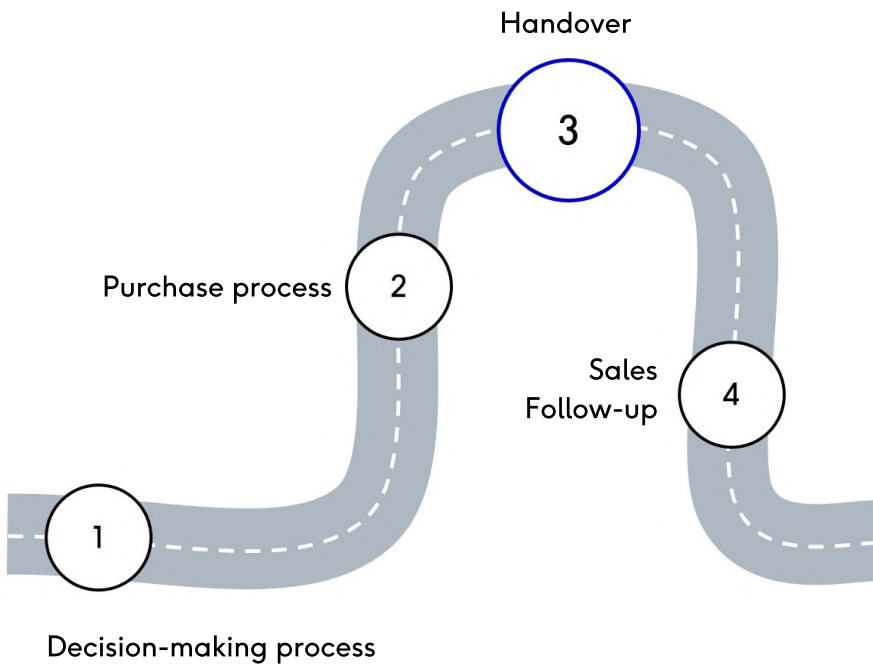 Handover
3
Purchase process
2
Sales
Follow-up
4
1
Decision-making process